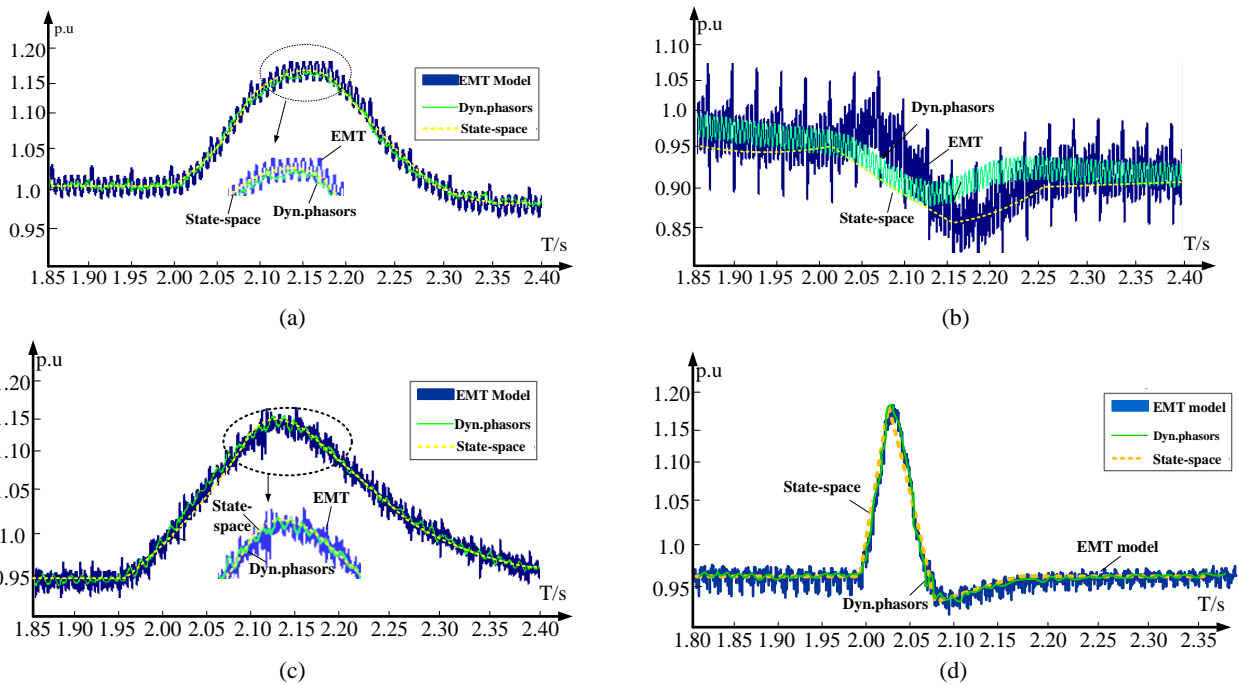 p.u
1.20
1.15
1.10
1.05
1.0
0.95
EMT Model
Dyn.phasors
State-space
EMT
State-space
Dyn.phasors
T/s
1.85 1.90 2.00 2.05 2.10 2.15 2.20 2.25 2.30 2.35 2.40
(a)
p.u
1.10
1.05
1.0
0.95
0.90
0.85
Dyn.phasors
EMT
State-space
T/s
1.85 1.90 2.00 2.05 2.10 2.15 2.20 2.25 2.30 2.35 2.40
(b)
p.u
1.20
1.15
1.10
1.05
1.0
0.95
EMT Model
Dyn.phasors
State-space
State-
space
EMT
Dyn.phasors
T/s
1.85 1.90 2.00 2.05 2.10 2.15 2.20 2.25 2.30 2.35 2.40
(c)
p.u
1.20
1.15
1.10
1.05
1.0
0.95
EMT model
Dyn.phasors
State-space
State-space
EMT model
Dyn.phasors
T/s
1.80 1.85 1.90 2.00 2.05 2.10 2.15 2.20 2.25 2.30 2.35
(d)